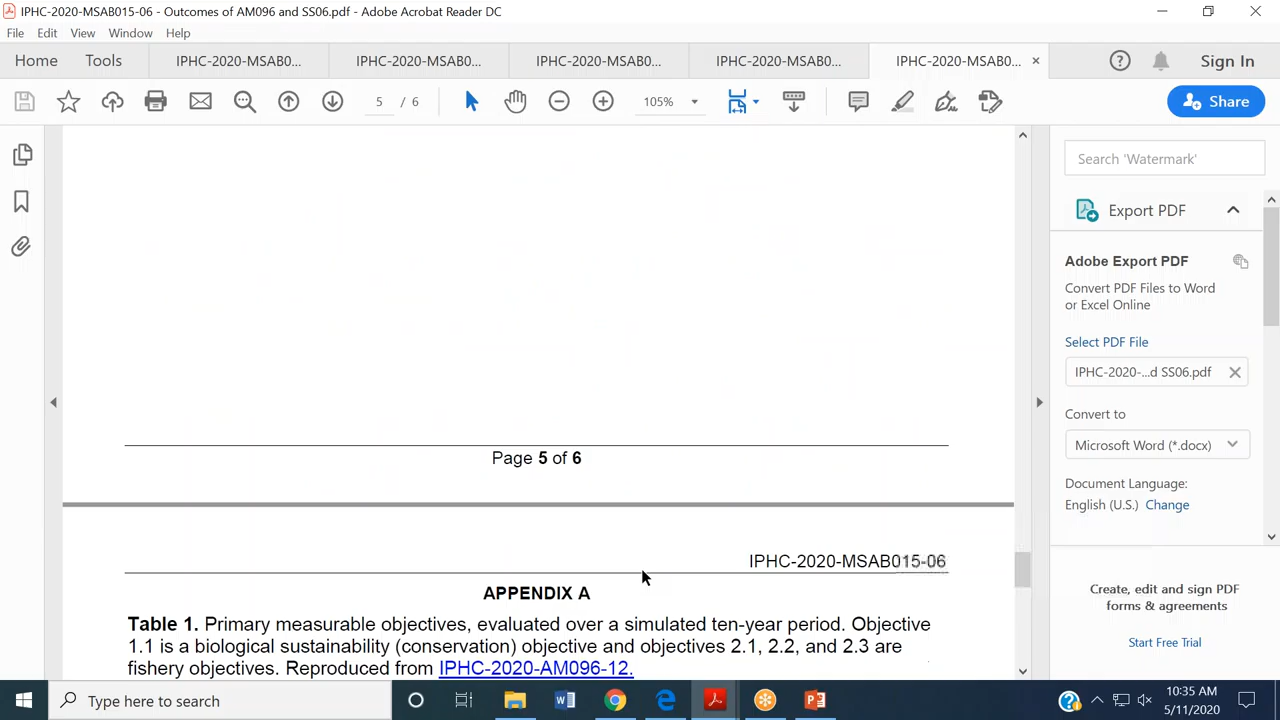 IPHC-2020-MSAB015-06 - Outcomes of AM096 and SS06.pdf - Adobe Acrobat Reader DC
File Edit View Window Help
Home Tools IPHC-2020-MSAB0... IPHC-2020-MSAB0... IPHC-2020-MSAB0... IPHC-2020-MSAB0... IPHC-2020-MSAB0... × Sign In
5 / 6 105% Share
Search 'Watermark'
Export PDF
Adobe Export PDF
Convert PDF Files to Word
or Excel Online
Select PDF File
IPHC-2020-...d SS06.pdf
Convert to
Microsoft Word (*.docx)
Document Language:
English (U.S.) Change
Create, edit and sign PDF
forms & agreements
Start Free Trial
Page 5 of 6
IPHC-2020-MSAB015-06
APPENDIX A
Table 1. Primary measurable objectives, evaluated over a simulated ten-year period. Objective
1.1 is a biological sustainability (conservation) objective and objectives 2.1, 2.2, and 2.3 are
fishery objectives. Reproduced from IPHC-2020-AM096-12.
Type here to search
10:35 AM
5/11/2020